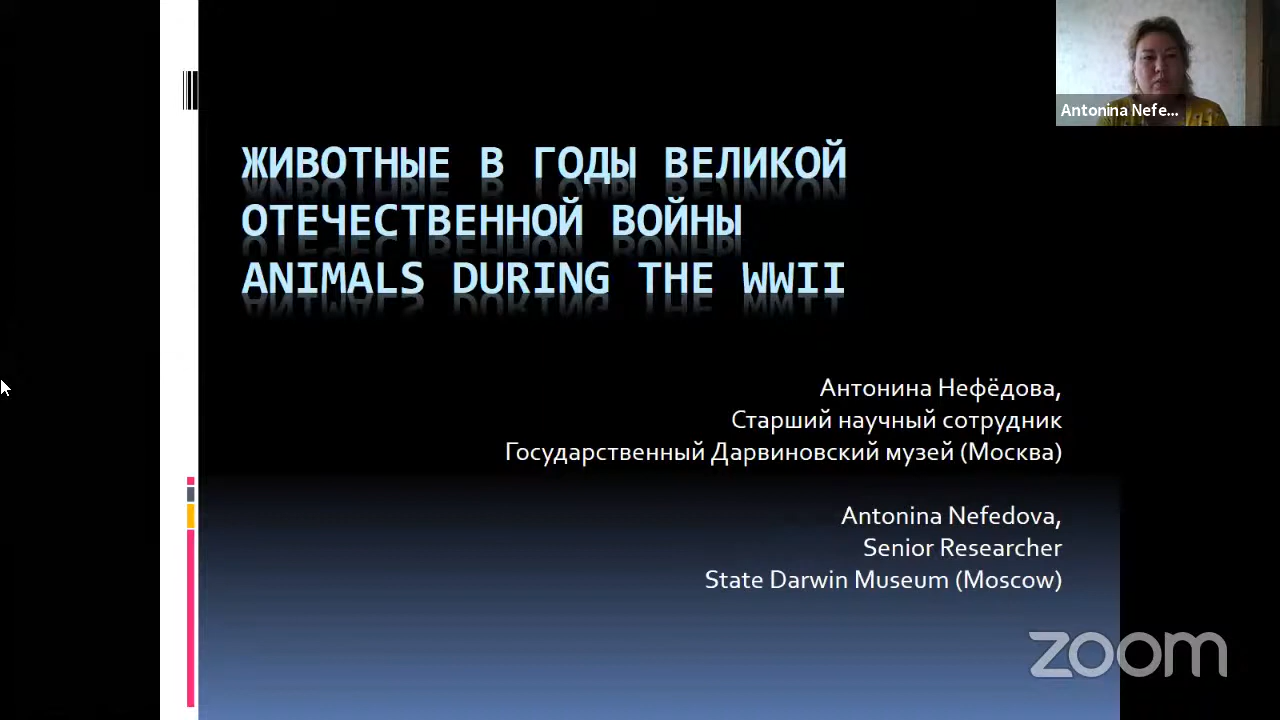 Antonina Nefe...
ЖИВОТНЫЕ В ГОДЫ ВЕЛИКОЙ
ОТЕЧЕСТВЕННОЙ ВОЙНЫ
ANIMALS DURING THE WWII
Антонина Нефёдова,
Старший научный сотрудник
Государственный Дарвиновский музей (Москва)
Antonina Nefedova,
Senior Researcher
State Darwin Museum (Moscow)
zoom